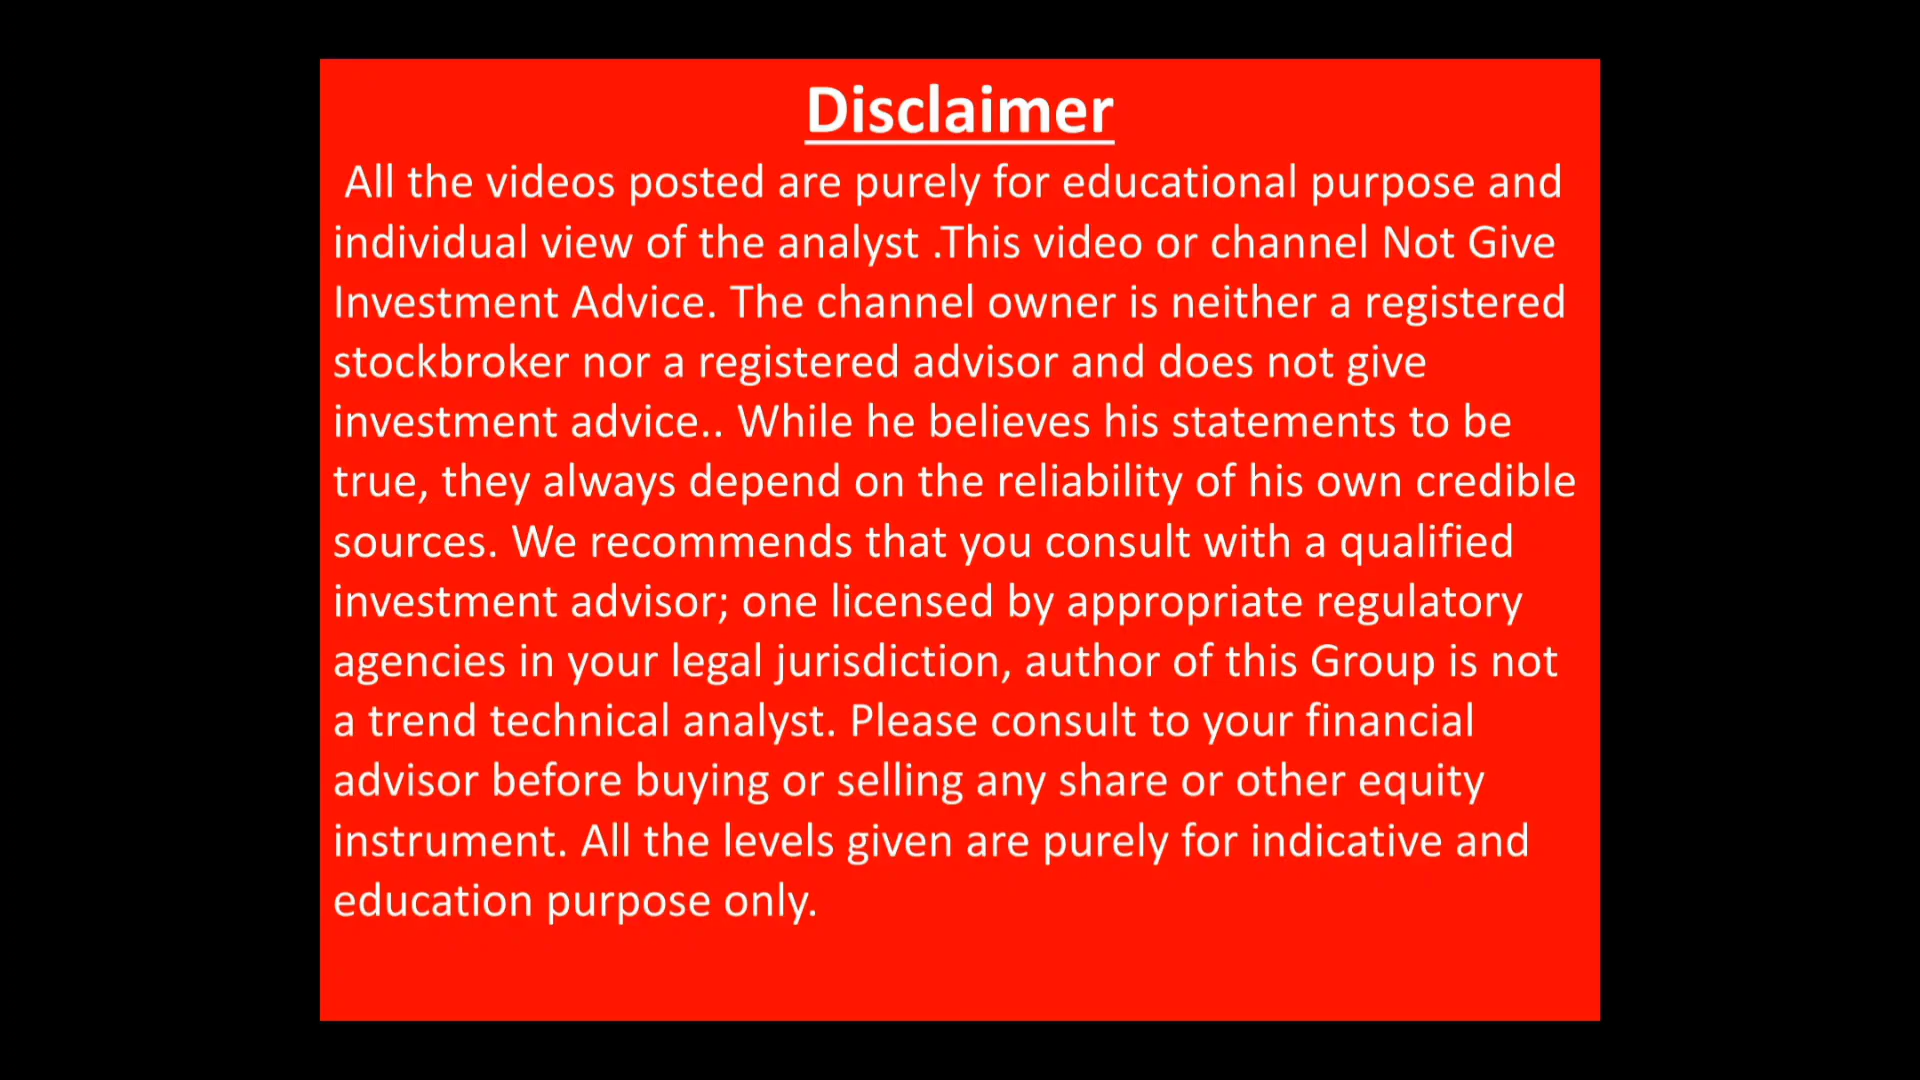 Disclaimer
All the videos posted are purely for educational purpose and
individual view of the analyst .This video or channel Not Give
Investment Advice. The channel owner is neither a registered
stockbroker nor a registered advisor and does not give
investment advice.. While he believes his statements to be
true, they always depend on the reliability of his own credible
sources. We recommends that you consult with a qualified
investment advisor; one licensed by appropriate regulatory
agencies in your legal jurisdiction, author of this Group is not
a trend technical analyst. Please consult to your financial
advisor before buying or selling any share or other equity
instrument. All the levels given are purely for indicative and
education purpose only.